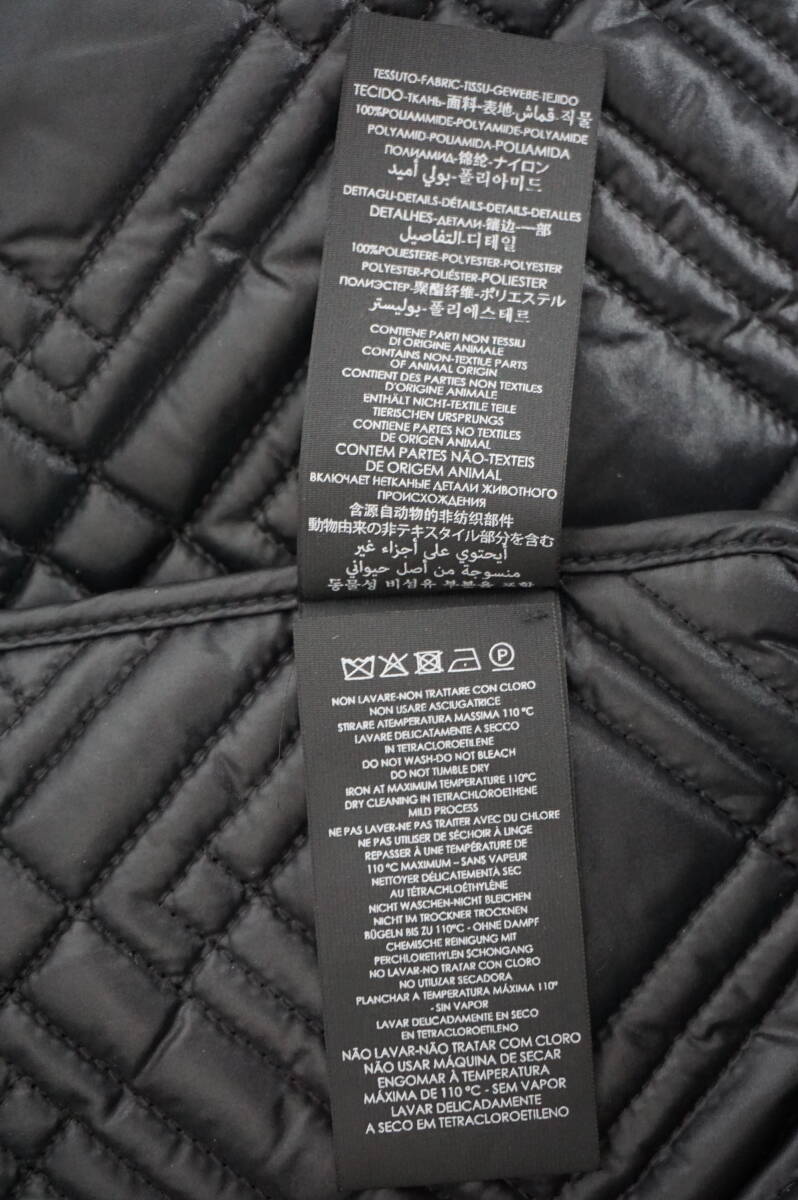 TESSUTO-FABRIC-TISSU-GEWEBE-TEJIDO
TECIDO-ТКАНЬ-面料-表地-قماش-직물
100%POLIAMMIDE-POLYAMIDE-POLYAMIDE
POLYAMID-POLIAMIDA-POLIAMIDA
ПОЛИАМИД-锦纶-ナイロン
폴리아미드-بولي أميد
DETTAGLI-DETAILS-DÉTAILS-DETAILS-DETALLES
DETALHES-ДЕТАЛИ-镶边-一部
التفاصيل-디테일
100%POLIESTERE-POLYESTER-POLYESTER
POLYESTER-POLIÉSTER-POLIESTER
ПОЛИЭСТЕР-聚酯纤维-ポリエステル
폴리에스테르-بوليستر
CONTIENE PARTI NON TESSILI
DI ORIGINE ANIMALE
CONTAINS NON-TEXTILE PARTS
OF ANIMAL ORIGIN
CONTIENT DES PARTIES NON TEXTILES
D'ORIGINE ANIMALE
ENTHÄLT NICHT-TEXTILE TEILE
TIERISCHEN URSPRUNGS
CONTIENE PARTES NO TEXTILES
DE ORIGEN ANIMAL
CONTEM PARTES NÃO-TEXTEIS
DE ORIGEM ANIMAL
ВКЛЮЧАЕТ НЕТКАНЫЕ ДЕТАЛИ ЖИВОТНОГО
ПРОИСХОЖДЕНИЯ
含源自动物的非纺织部件
動物由来の非テキスタイル部分を含む
أيحتوي على أجزاء غير
منسوجة من أصل حيواني
동물성 비섬유 부분을 포함
P
NON LAVARE-NON TRATTARE CON CLORO
NON USARE ASCIUGATRICE
STIRARE ATEMPERATURA MASSIMA 110 °C
LAVARE DELICATAMENTE A SECCO
IN TETRACLOROETILENE
DO NOT WASH-DO NOT BLEACH
DO NOT TUMBLE DRY
IRON AT MAXIMUM TEMPERATURE 110°C
DRY CLEANING IN TETRACHLOROETHENE
MILD PROCESS
NE PAS LAVER-NE PAS TRAITER AVEC DU CHLORE
NE PAS UTILISER DE SÉCHOIR À LINGE
REPASSER À UNE TEMPÉRATURE DE
110 °C MAXIMUM – SANS VAPEUR
NETTOYER DÉLICATEMENT À SEC
AU TÉTRACHLOÉTHYLÈNE
NICHT WASCHEN-NICHT BLEICHEN
NICHT IM TROCKNER TROCKNEN
BÜGELN BIS ZU 110°C - OHNE DAMPF
CHEMISCHE REINIGUNG MIT
PERCHLORETHYLEN SCHONGANG
NO LAVAR-NO TRATAR CON CLORO
NO UTILIZAR SECADORA
PLANCHAR A TEMPERATURA MÁXIMA 110°
- SIN VAPOR
LAVAR DELICADAMENTE EN SECO
EN TETRACLOROETILENO
NÃO LAVAR-NÃO TRATAR COM CLORO
NÃO USAR MÁQUINA DE SECAR
ENGOMAR À TEMPERATURA
MÁXIMA DE 110 °C - SEM VAPOR
LAVAR DELICADAMENTE
A SECO EM TETRACLOROETILENO